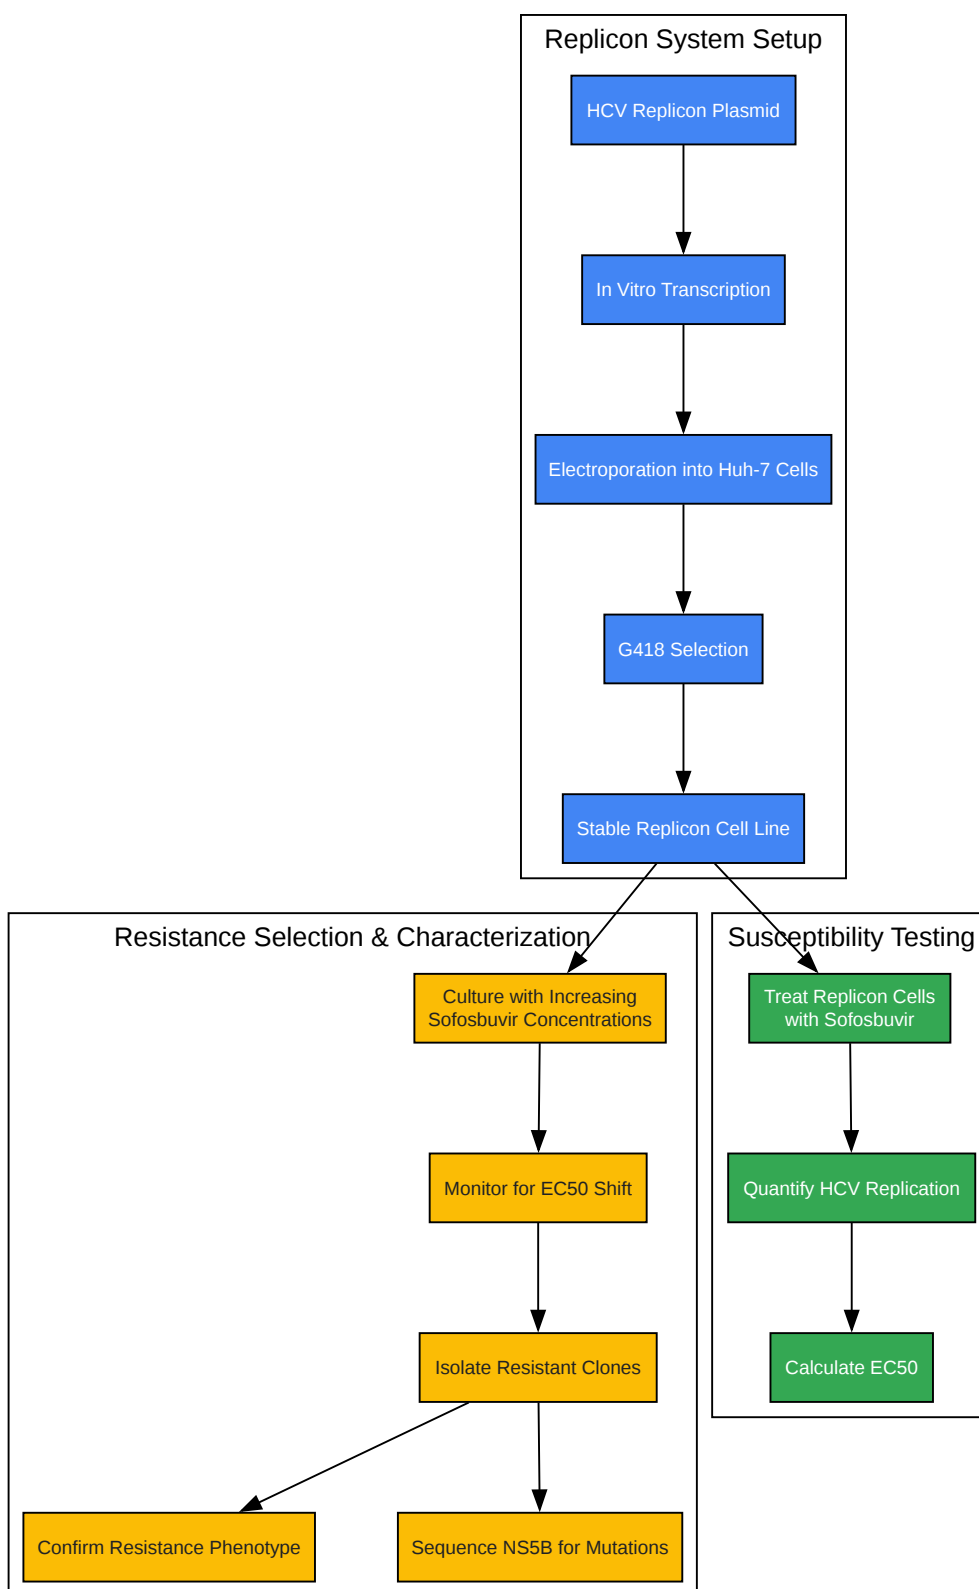 Replicon System Setup
HCV Replicon Plasmid
In Vitro Transcription
Electroporation into Huh-7 Cells
G418 Selection
Stable Replicon Cell Line
Resistance Selection & Characterization
Culture with Increasing
Sofosbuvir Concentrations
Monitor for EC50 Shift
Isolate Resistant Clones
Confirm Resistance Phenotype
Sequence NS5B for Mutations
Susceptibility Testing
Treat Replicon Cells
with Sofosbuvir
Quantify HCV Replication
Calculate EC50